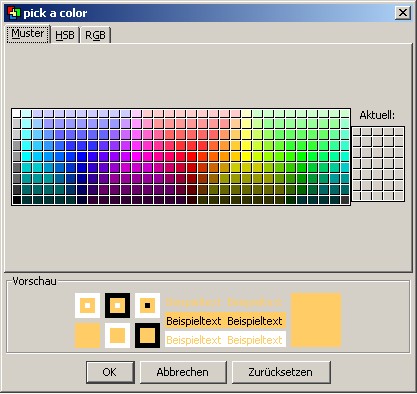 pick a color
Muster HSB RGB
Aktuell:
Vorschau
Beispieltext Beispieltext
Beispieltext Beispieltext
Beispieltext Beispieltext
OK Abbrechen Zurücksetzen